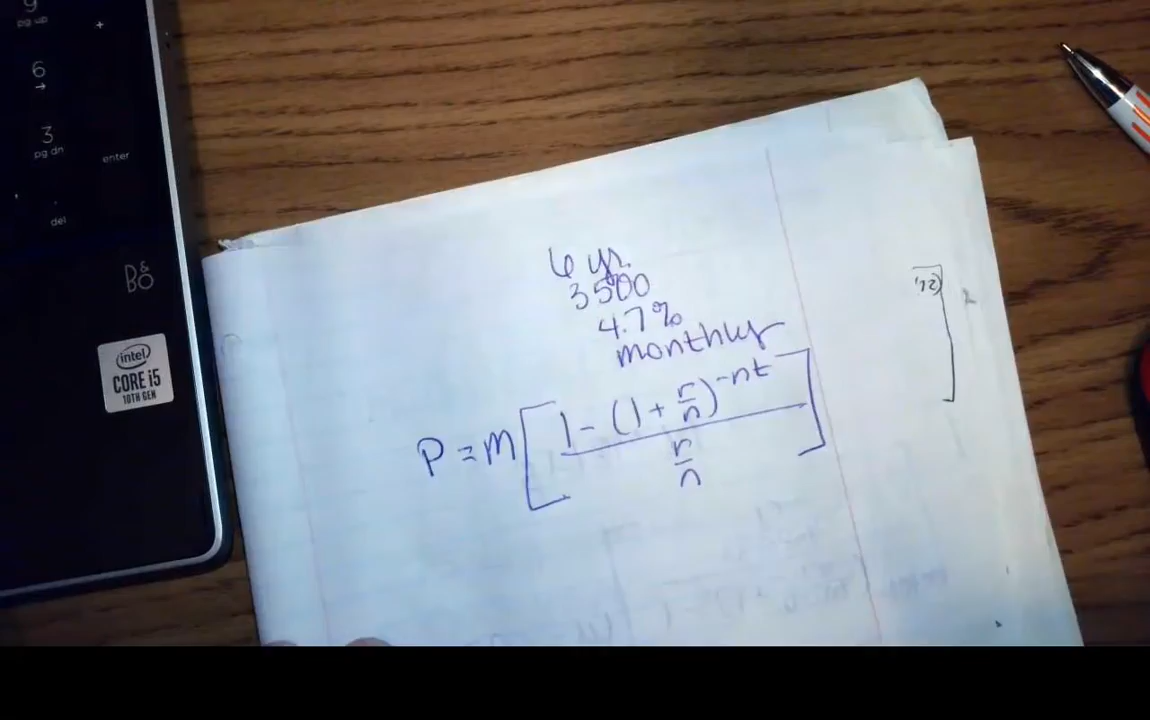 9
pg up
+
6
→
3
pg dn
enter
.
del
B&O
intel
CORE i5
10TH GEN
6 yr.
3500
4.7%
monthly
P = m[1 - (1 + r/n)^-nt / r/n]